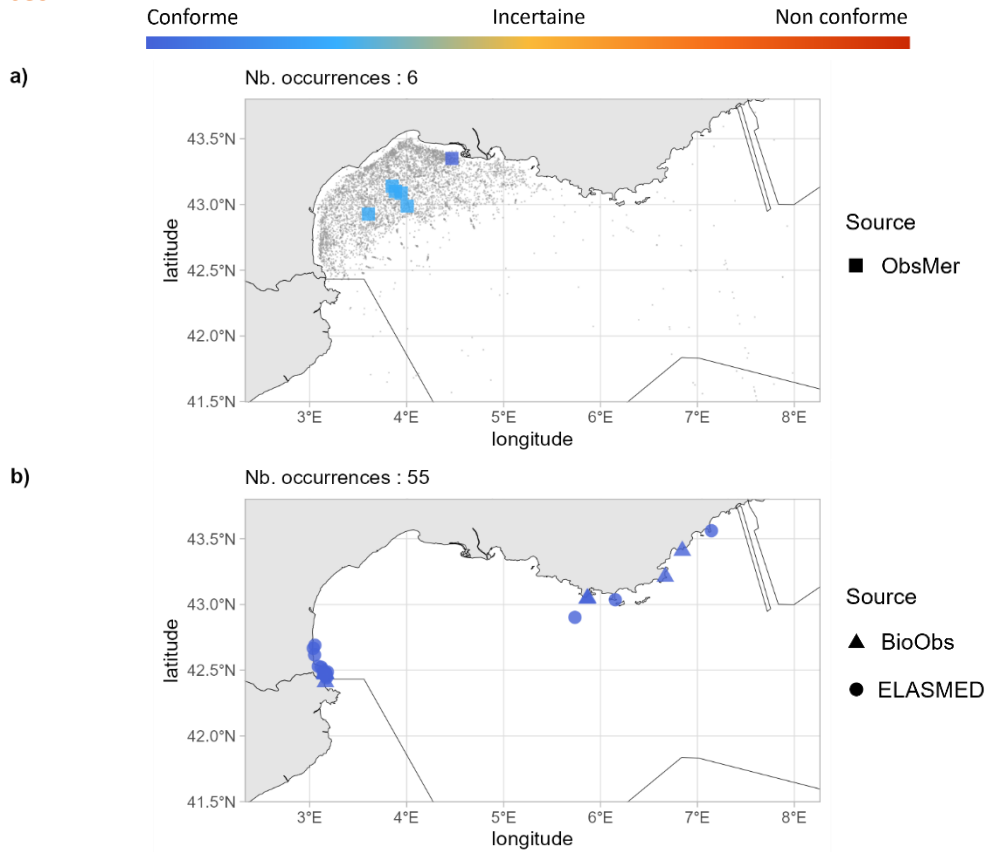 Conforme Incertaine Non conforme
a)
Nb. occurrences : 6
43.5°N
43.0°N
42.5°N
42.0°N
41.5°N
latitude
3°E 4°E 5°E 6°E 7°E 8°E
longitude
Source
ObsMer
b)
Nb. occurrences : 55
43.5°N
43.0°N
42.5°N
42.0°N
41.5°N
latitude
3°E 4°E 5°E 6°E 7°E 8°E
longitude
Source
BioObs
ELASMED